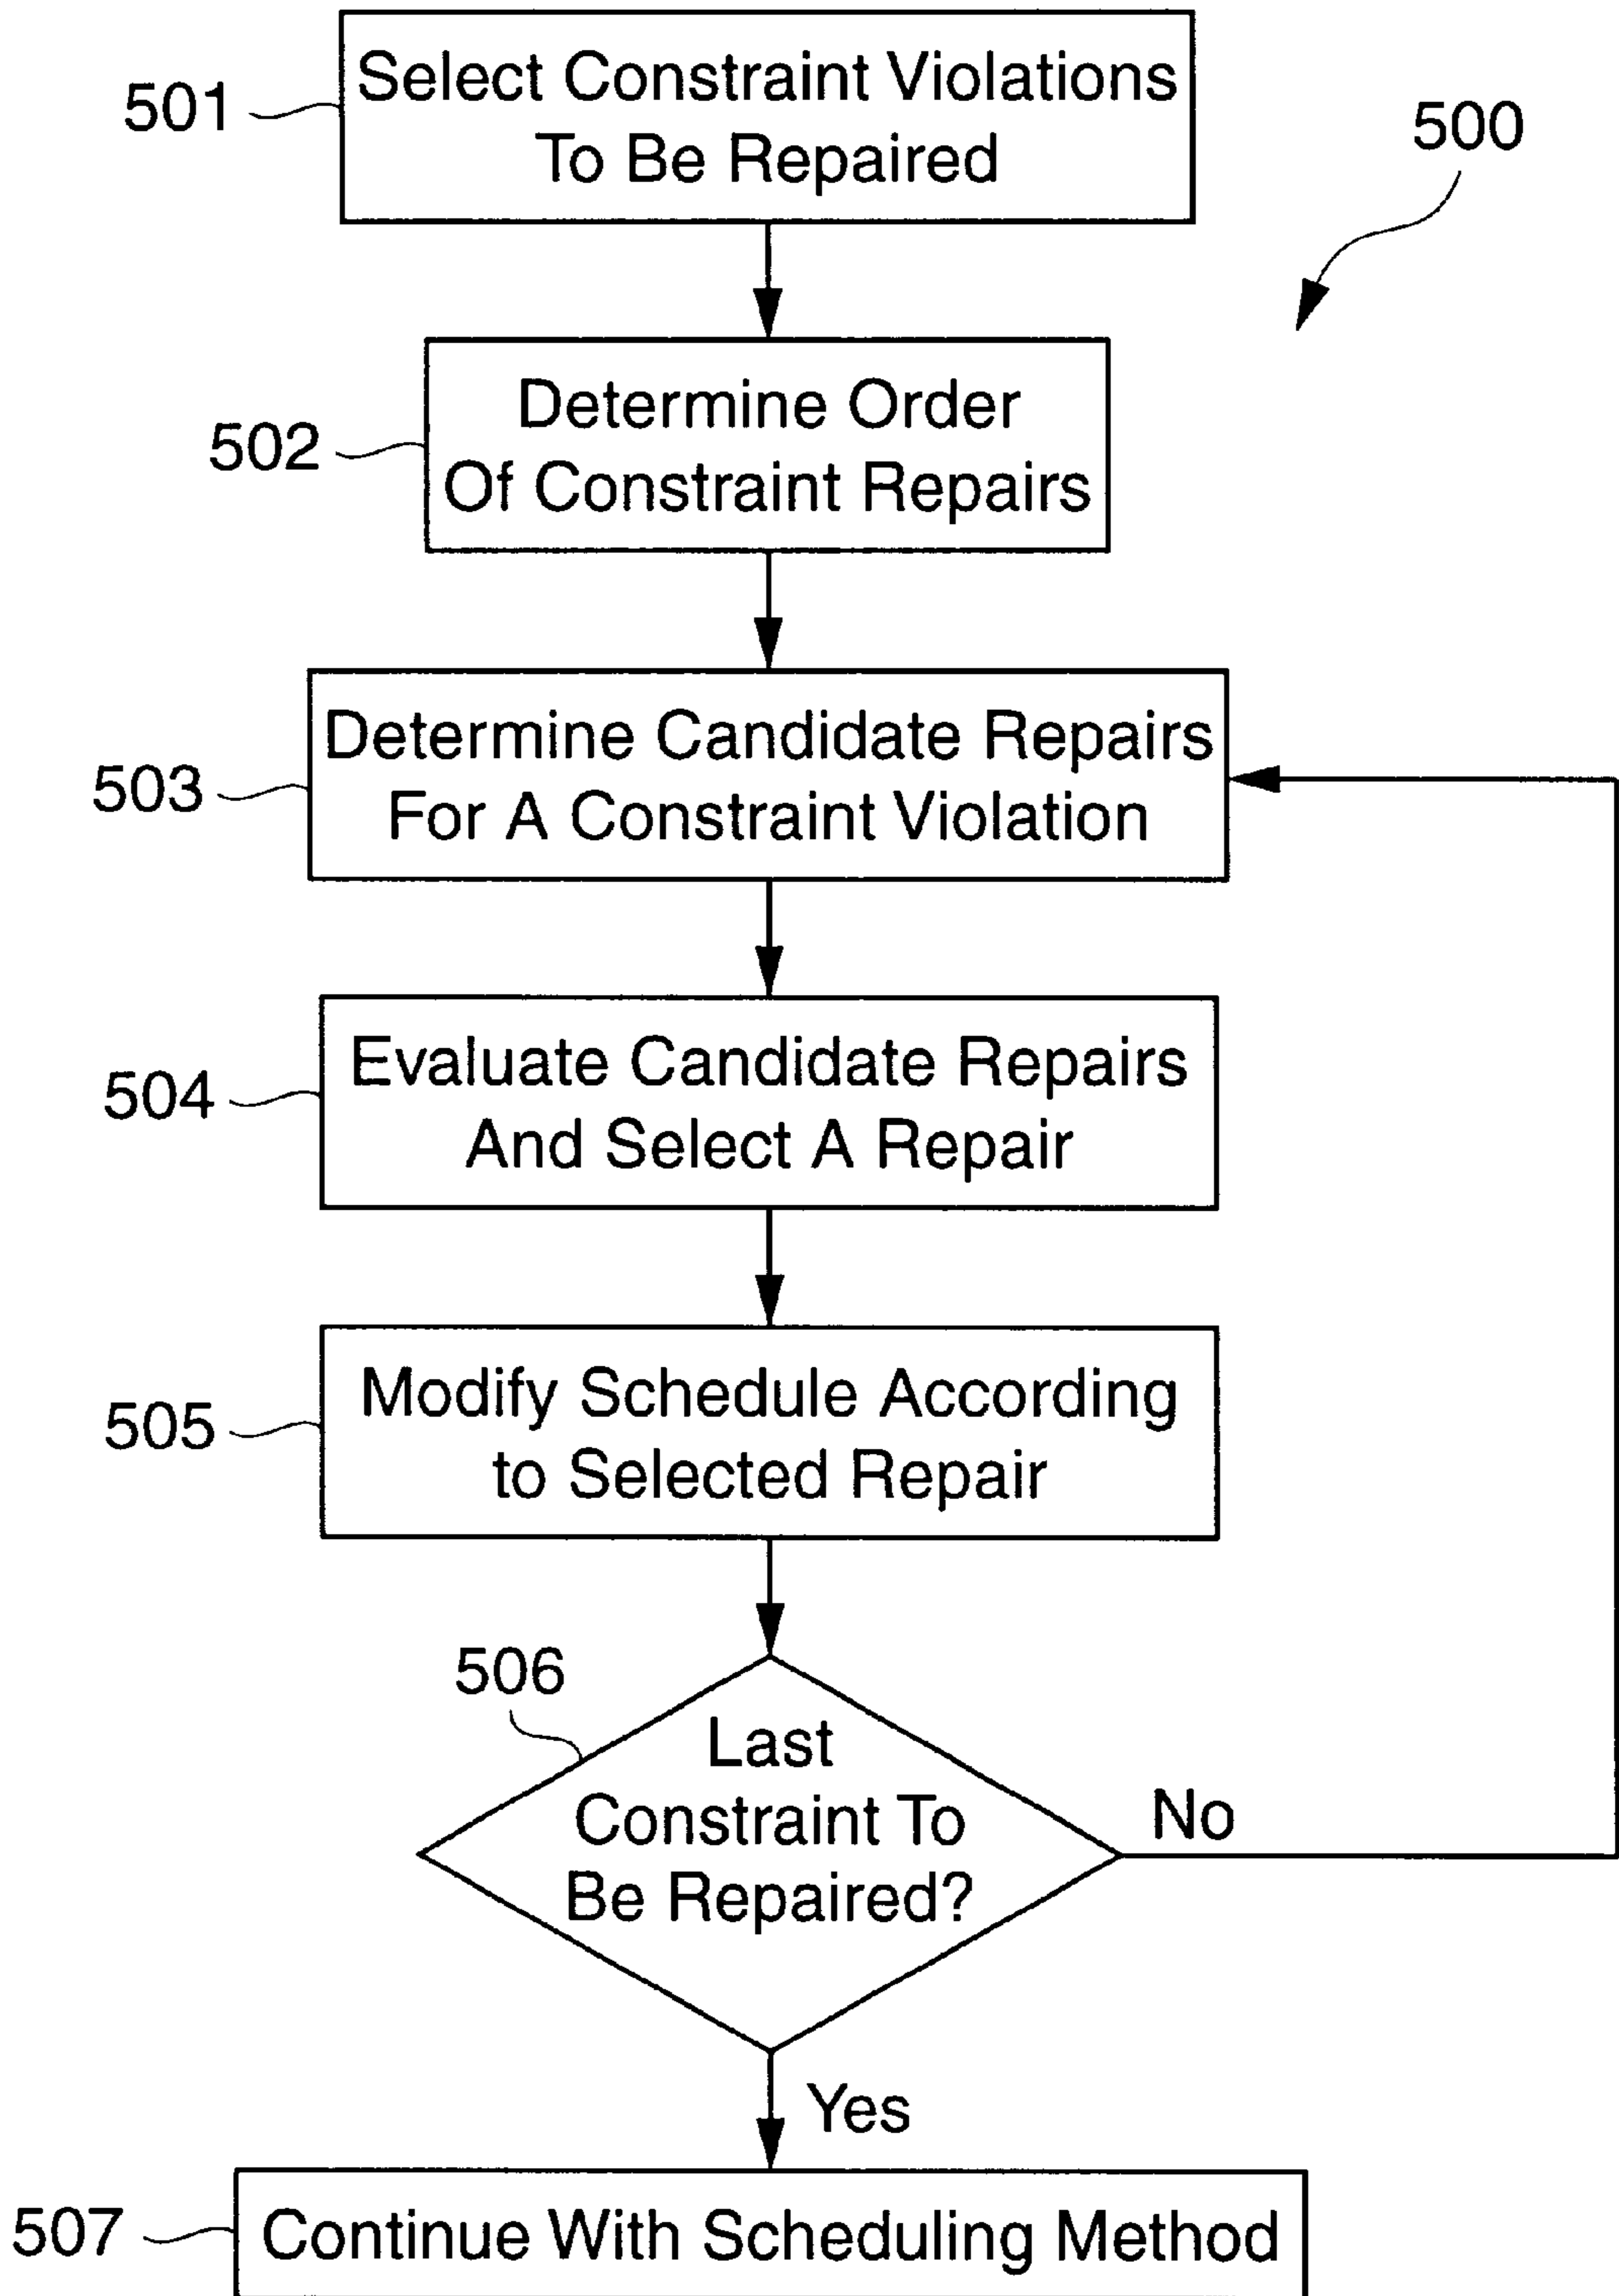 501
Select Constraint Violations
To Be Repaired
500
502
Determine Order
Of Constraint Repairs
503
Determine Candidate Repairs
For A Constraint Violation
504
Evaluate Candidate Repairs
And Select A Repair
505
Modify Schedule According
to Selected Repair
506
Last
Constraint To
Be Repaired?
No
Yes
507
Continue With Scheduling Method